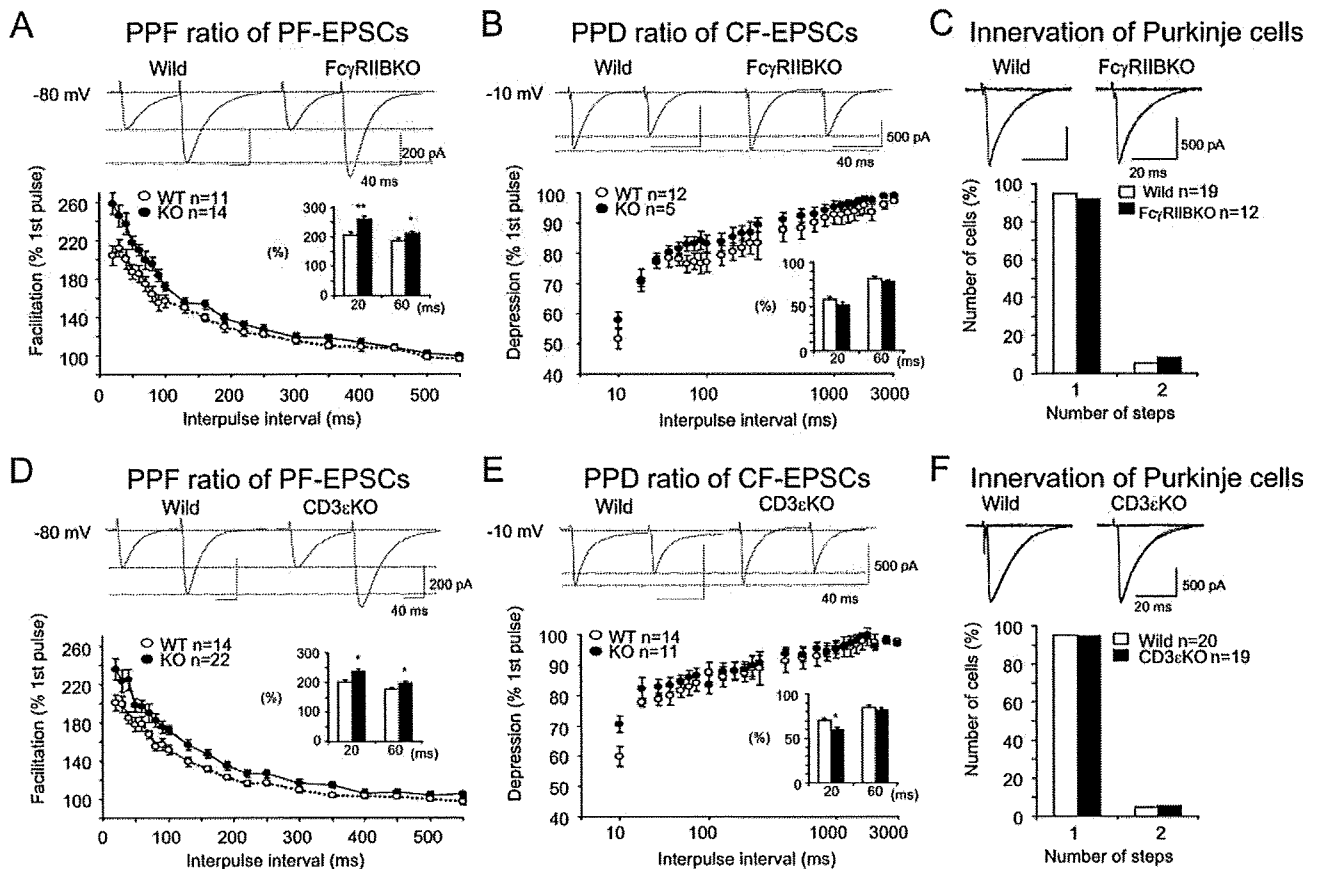 A PPF ratio of PF-EPSCs
Wild FcγRIIBKO
-80 mV
200 pA
40 ms
Facilitation (% 1st pulse)
260
220
180
140
100
WT n=11
KO n=14
(%)
300
200
100
0
** *
20 60 (ms)
0 100 200 300 400 500
Interpulse interval (ms)
B PPD ratio of CF-EPSCs
Wild FcγRIIBKO
-10 mV
500 pA
40 ms
Depression (% 1st pulse)
100
90
80
70
60
50
40
WT n=12
KO n=5
(%)
100
50
0
20 60 (ms)
10 100 1000 3000
Interpulse interval (ms)
C Innervation of Purkinje cells
Wild FcγRIIBKO
500 pA
20 ms
Number of cells (%)
100
80
60
40
20
0
Wild n=19
FcγRIIBKO n=12
1 2
Number of steps
D PPF ratio of PF-EPSCs
Wild CD3εKO
-80 mV
200 pA
40 ms
Facilitation (% 1st pulse)
260
220
180
140
100
WT n=14
KO n=22
(%)
300
200
100
0
* *
20 60 (ms)
0 100 200 300 400 500
Interpulse interval (ms)
E PPD ratio of CF-EPSCs
Wild CD3εKO
-10 mV
500 pA
40 ms
Depression (% 1st pulse)
100
90
80
70
60
50
40
WT n=14
KO n=11
(%)
100
50
0
*
20 60 (ms)
10 100 1000 3000
Interpulse interval (ms)
F Innervation of Purkinje cells
Wild CD3εKO
500 pA
20 ms
Number of cells (%)
100
80
60
40
20
0
Wild n=20
CD3εKO n=19
1 2
Number of steps